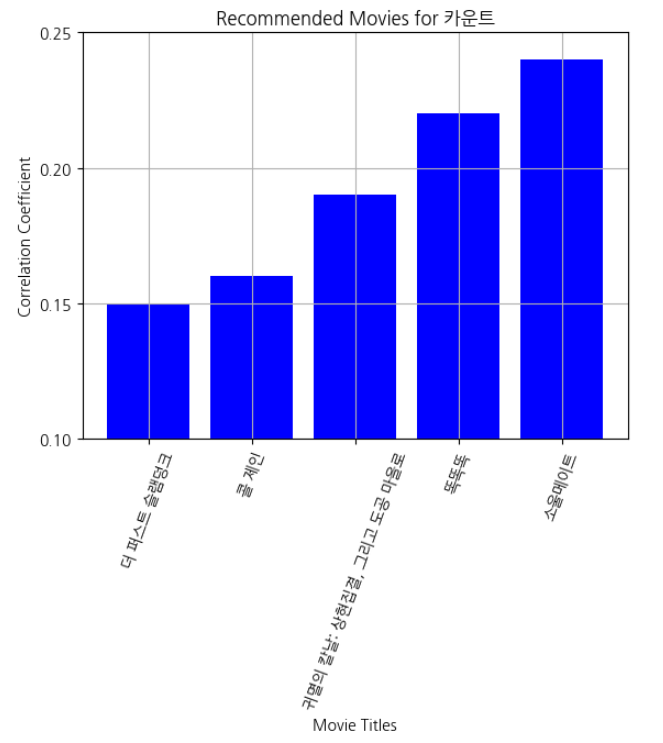 Recommended Movies for 카운트
Correlation Coefficient
0.25
0.20
0.15
0.10
더 퍼스트 슬램덩크
콜 제인
귀멸의 칼날: 상현집결, 그리고 도공 마을로
똑똑똑
소울메이트
Movie Titles